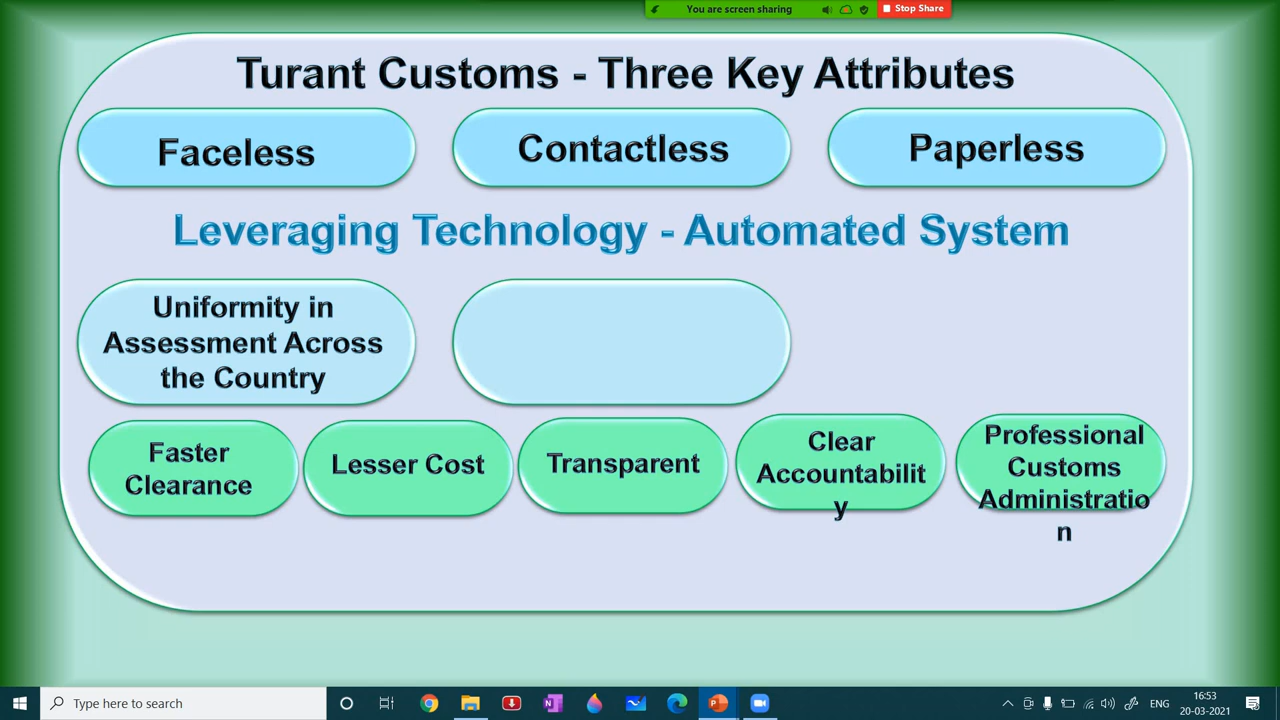 You are screen sharing
Stop Share
Turant Customs - Three Key Attributes
Faceless
Contactless
Paperless
Leveraging Technology - Automated System
Uniformity in
Assessment Across
the Country
Faster
Clearance
Lesser Cost
Transparent
Clear
Accountabilit
y
Professional
Customs
Administratio
n
Type here to search
ENG
16:53
20-03-2021